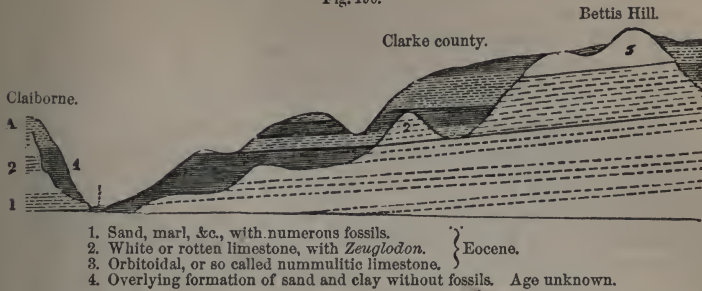 Fig.
Bettis Hill.
Clarke county.
3
Claiborne.
4
2
2
4
1
1. Sand, marl, &c., with numerous fossils.
2. White or rotten limestone, with Zeuglodon. } Eocene.
3. Orbitoidal, or so called nummulitic limestone.
4. Overlying formation of sand and clay without fossils. Age unknown.